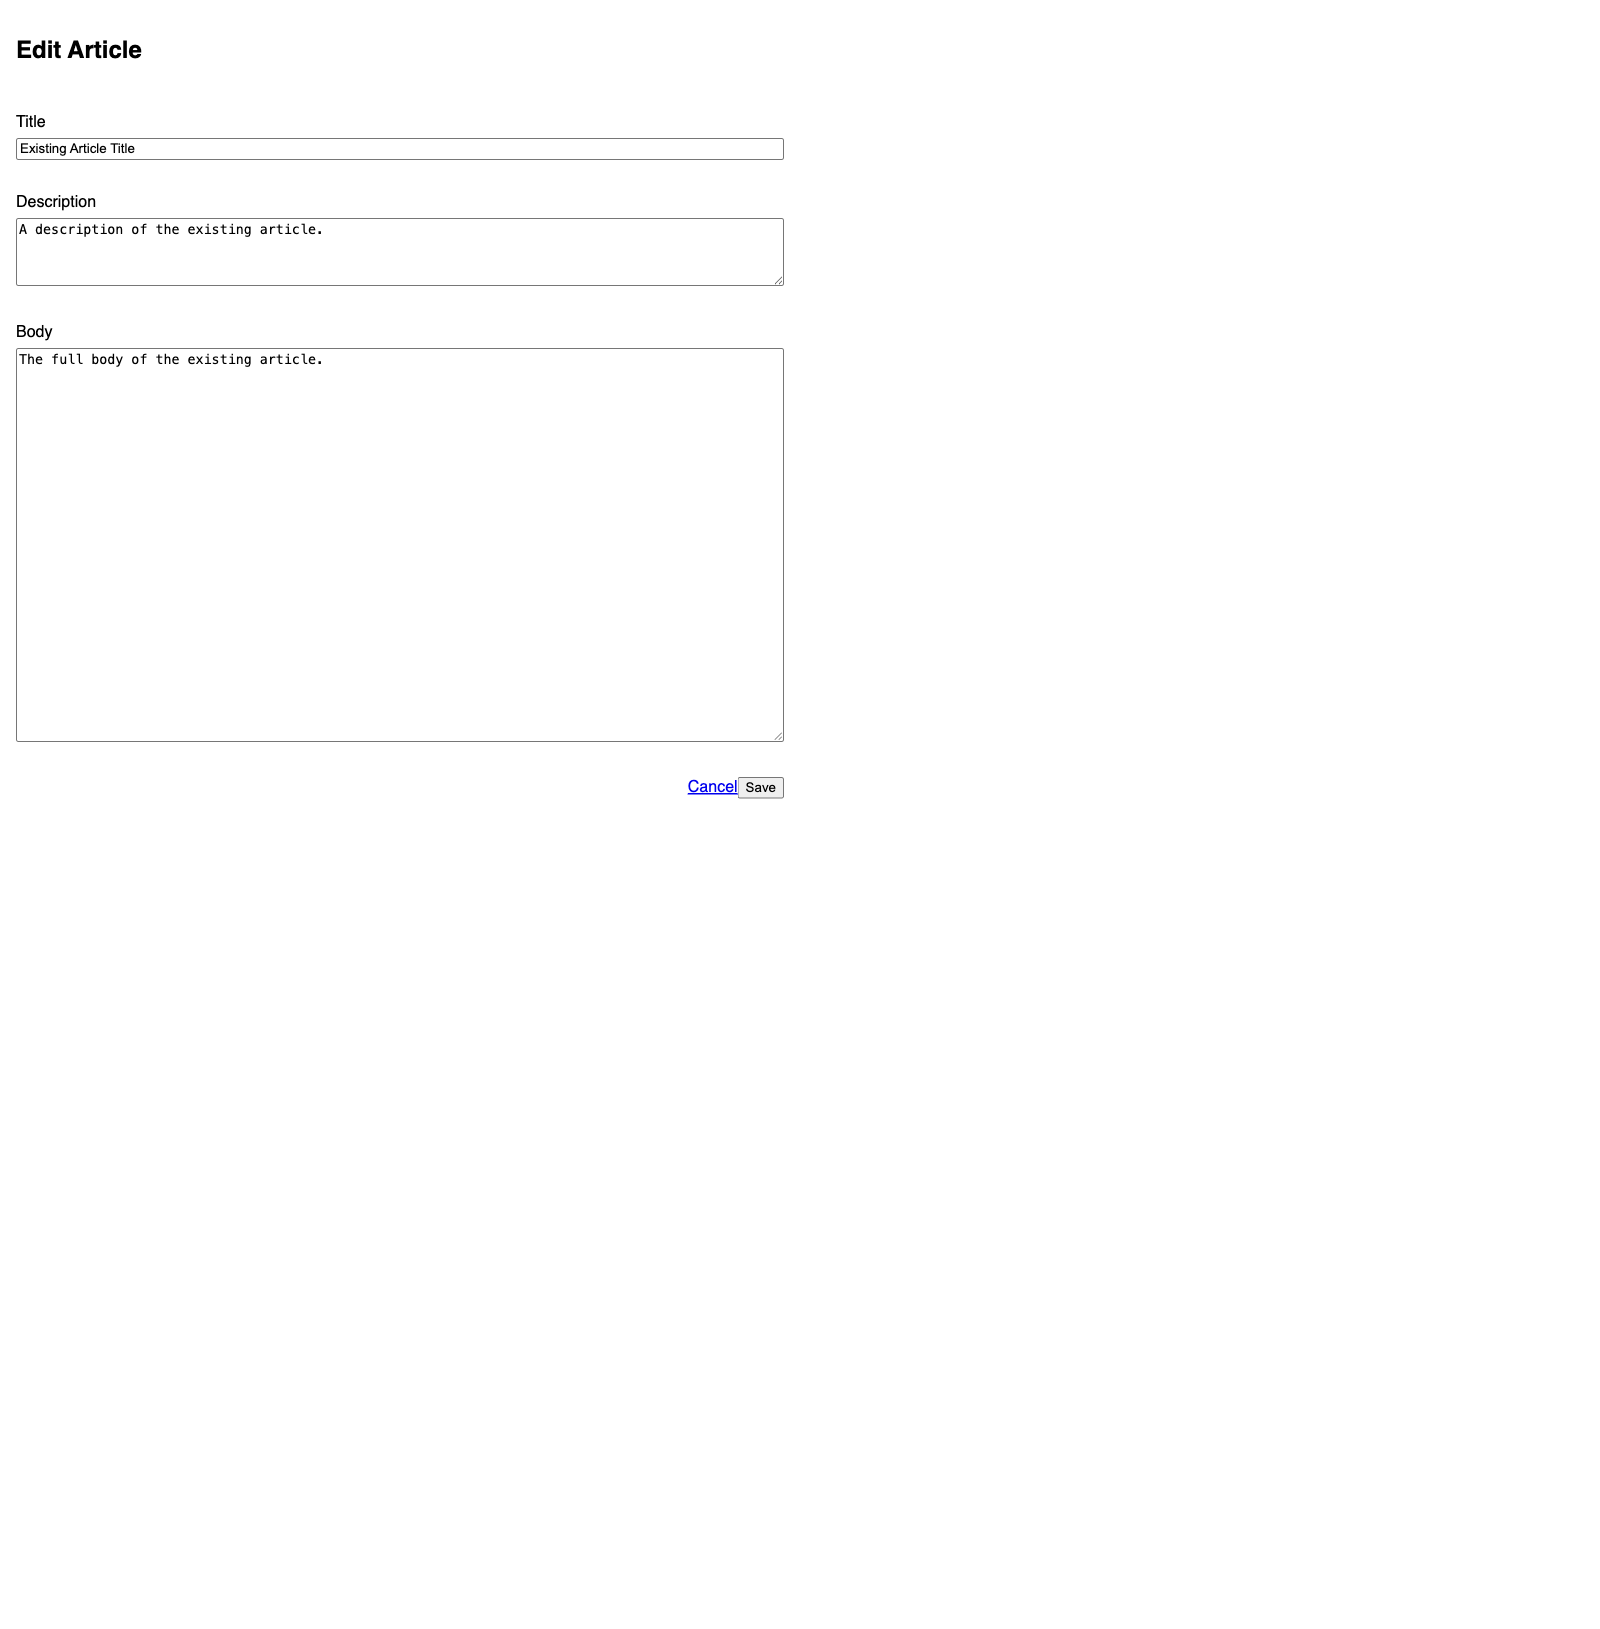 Edit Article
Title
Existing Article Title
Description
A description of the existing article.
Body
The full body of the existing article.
Cancel Save